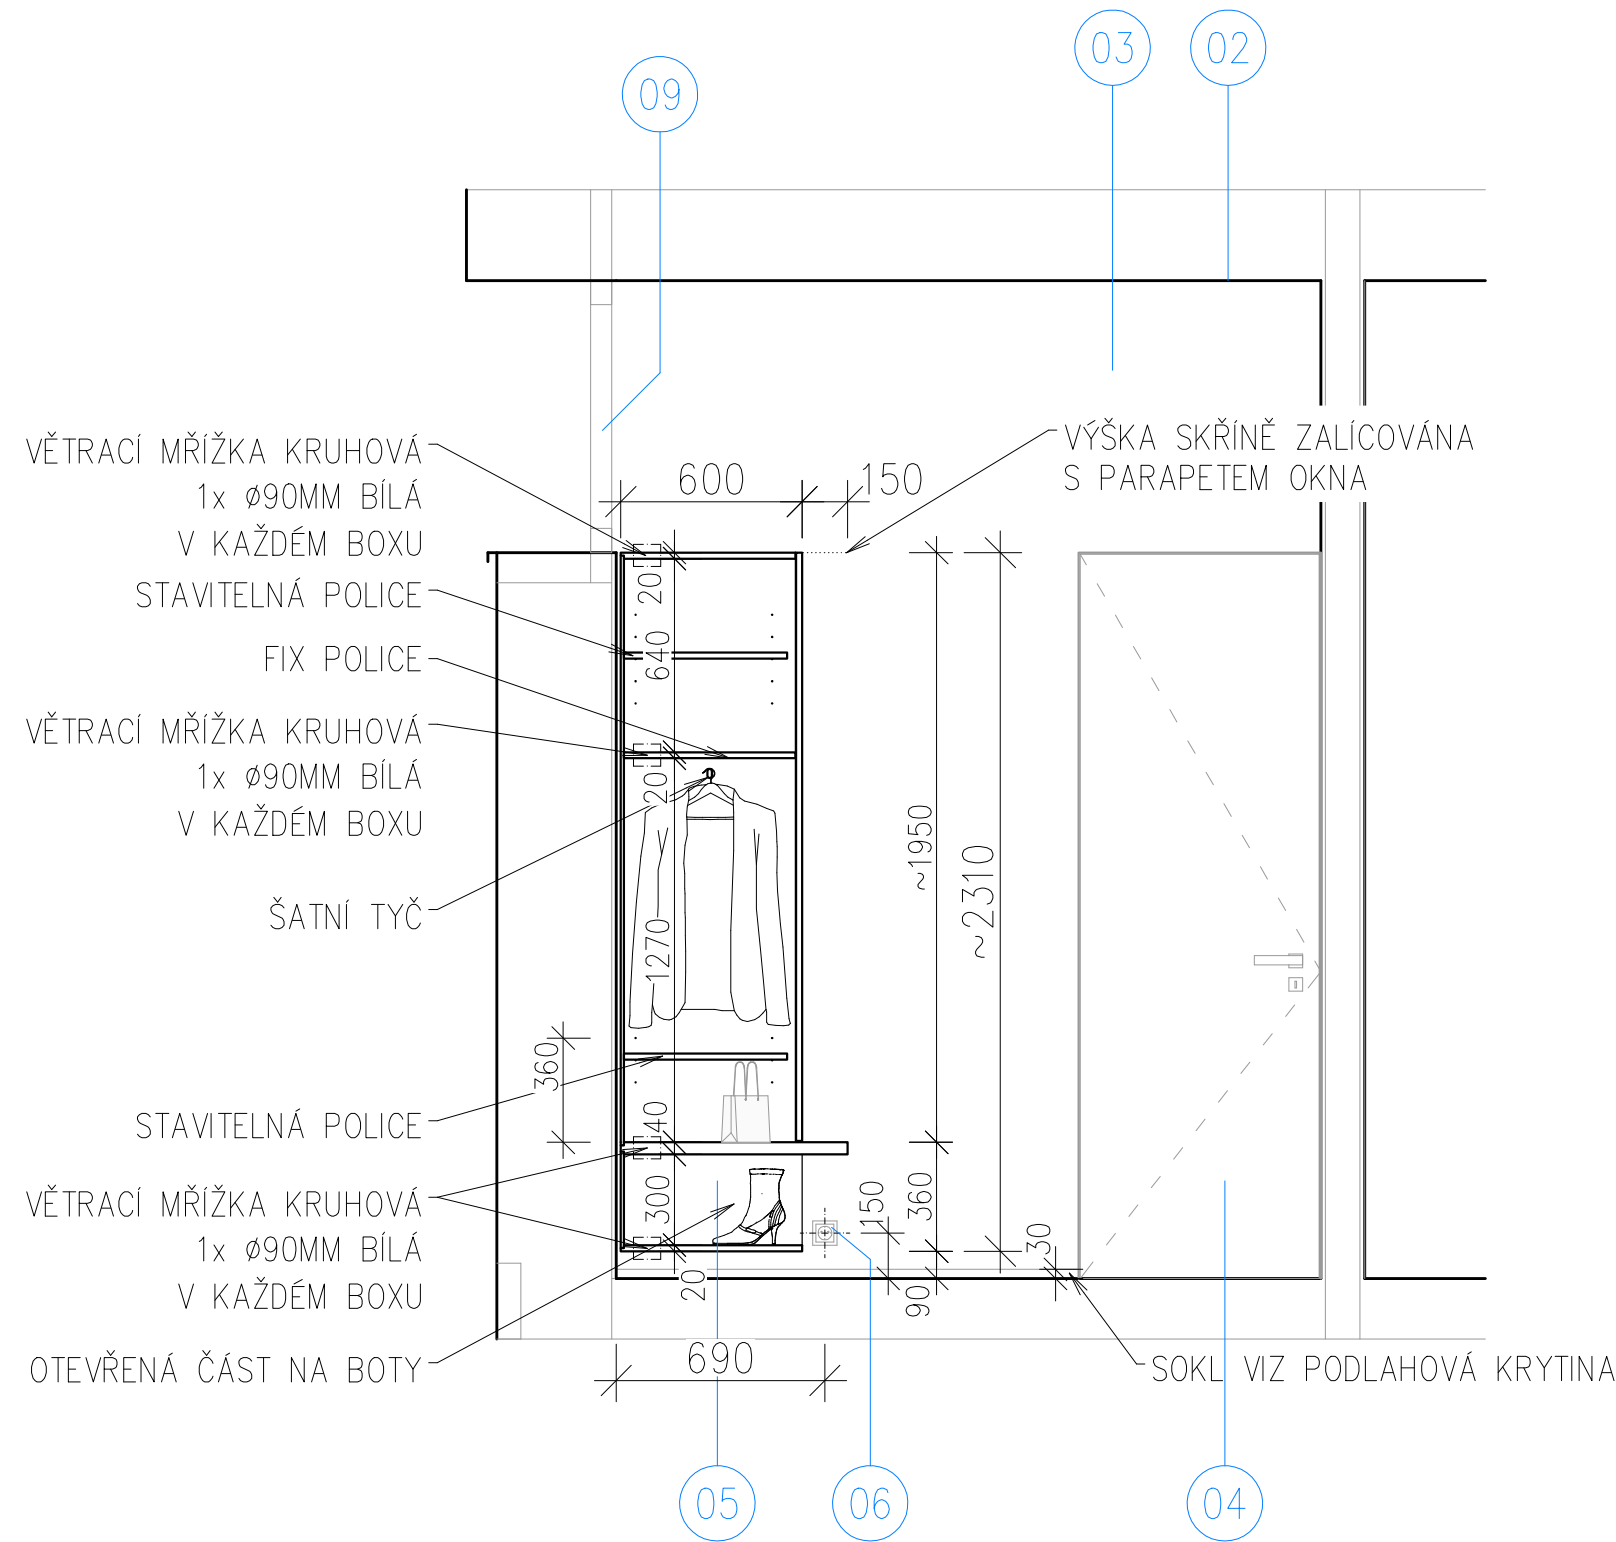 03
02
09
VĚTRACÍ MŘÍŽKA KRUHOVÁ
1x ø90MM BÍLÁ
V KAŽDÉM BOXU
600
150
VÝŠKA SKŘÍNĚ ZALÍCOVÁNA
S PARAPETEM OKNA
STAVITELNÁ POLICE
20
FIX POLICE
640
VĚTRACÍ MŘÍŽKA KRUHOVÁ
1x ø90MM BÍLÁ
V KAŽDÉM BOXU
20
~1950
~2310
ŠATNÍ TYČ
1270
360
STAVITELNÁ POLICE
40
VĚTRACÍ MŘÍŽKA KRUHOVÁ
1x ø90MM BÍLÁ
V KAŽDÉM BOXU
300
150
360
30
20
90
OTEVŘENÁ ČÁST NA BOTY
690
SOKL VIZ PODLAHOVÁ KRYTINA
05
06
04